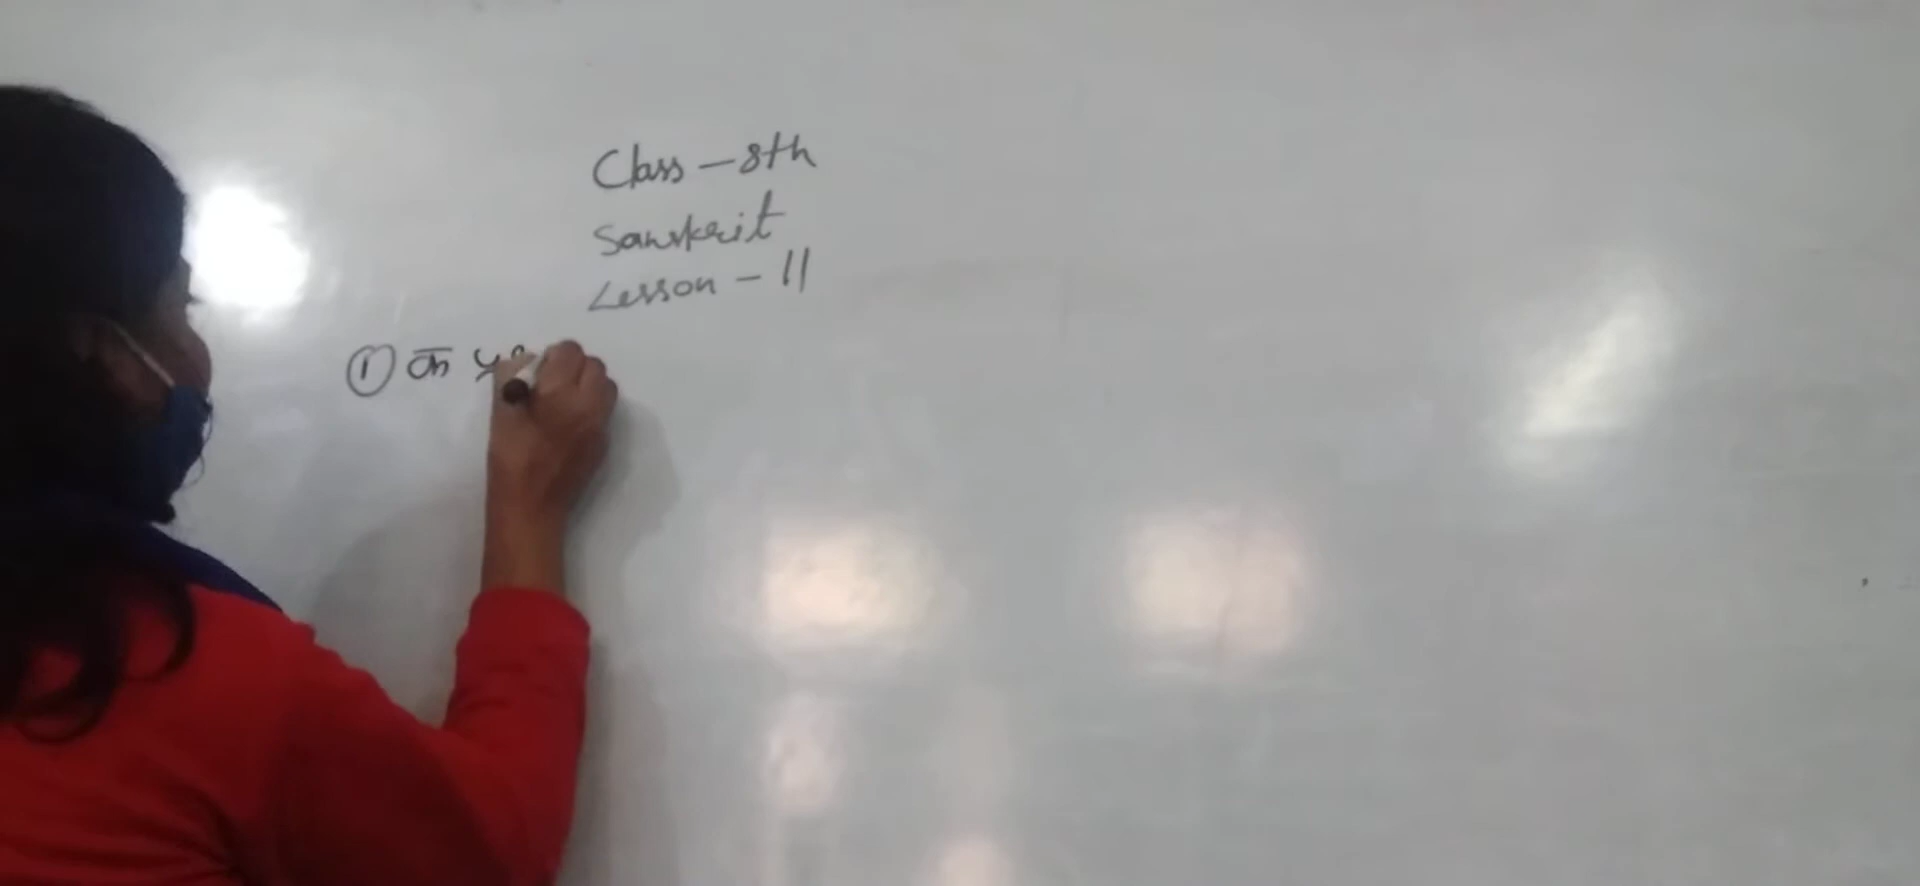 Class - 8th
Sanskrit
Lesson - 11
① क